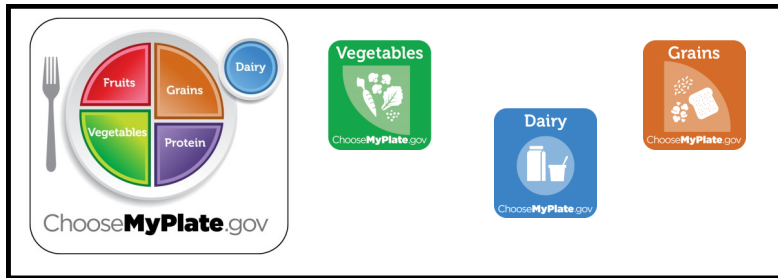 Fruits
Grains
Dairy
Vegetables
Protein
ChooseMyPlate.gov
Vegetables
ChooseMyPlate.gov
Dairy
ChooseMyPlate.gov
Grains
ChooseMyPlate.gov